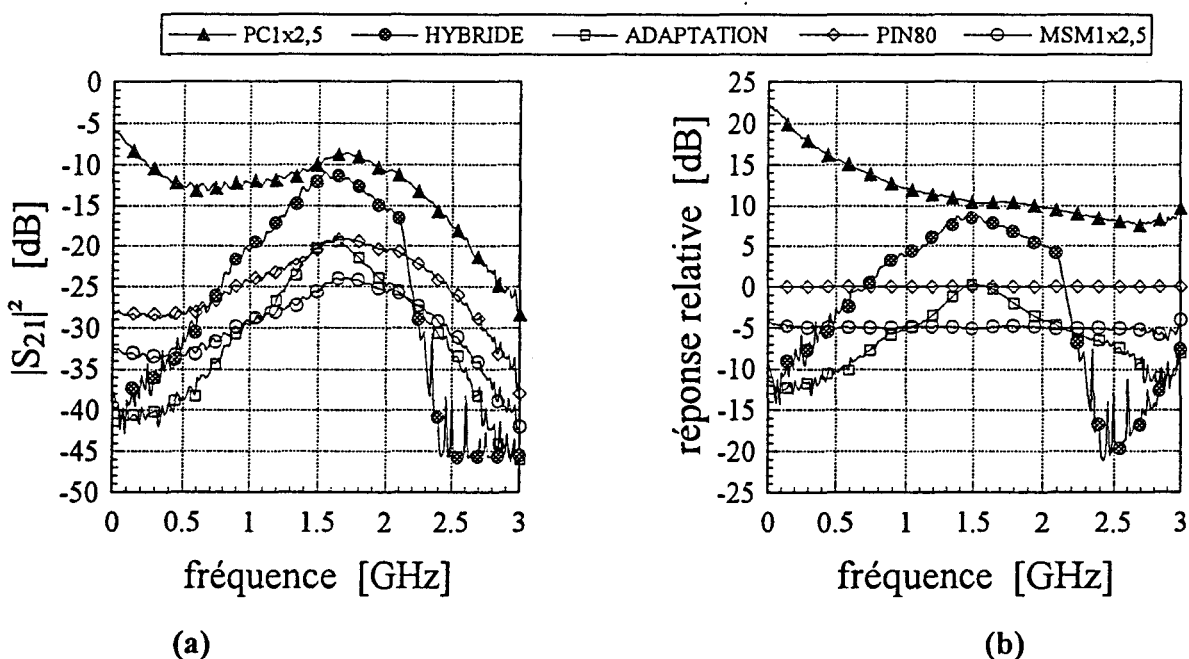 PC1x2,5 HYBRIDE ADAPTATION PIN80 MSM1x2,5
|S21|² [dB]
0
-5
-10
-15
-20
-25
-30
-35
-40
-45
-50
0 0.5 1 1.5 2 2.5 3
fréquence [GHz]
(a)
réponse relative [dB]
25
20
15
10
5
0
-5
-10
-15
-20
-25
0 0.5 1 1.5 2 2.5 3
fréquence [GHz]
(b)